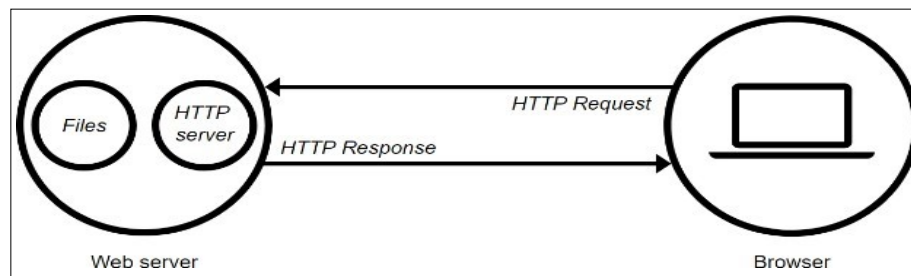 Files
HTTP
server
HTTP Request
HTTP Response
Web server
Browser